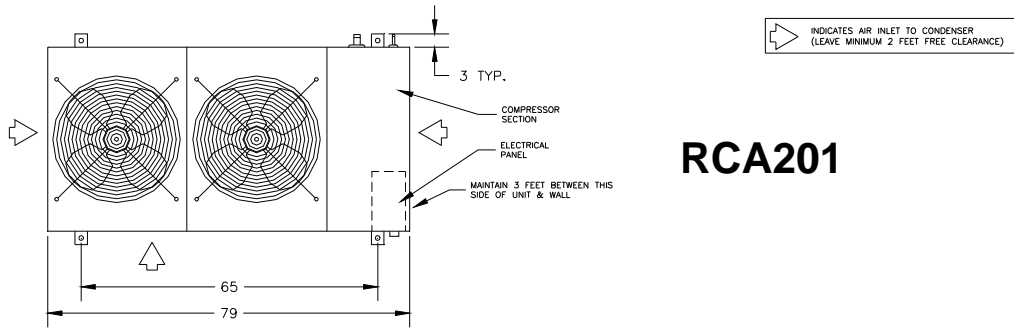 INDICATES AIR INLET TO CONDENSER
(LEAVE MINIMUM 2 FEET FREE CLEARANCE)
3 TYP.
COMPRESSOR
SECTION
ELECTRICAL
PANEL
MAINTAIN 3 FEET BETWEEN THIS
SIDE OF UNIT & WALL
RCA201
65
79